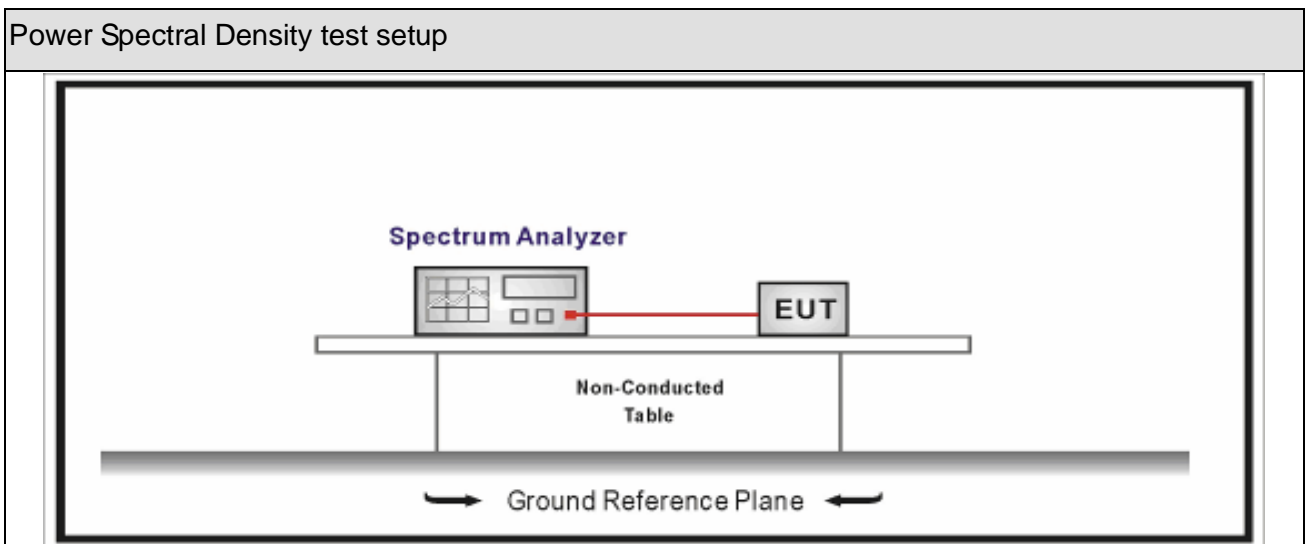 Power Spectral Density test setup
Spectrum Analyzer
EUT
Non-Conducted
Table
Ground Reference Plane